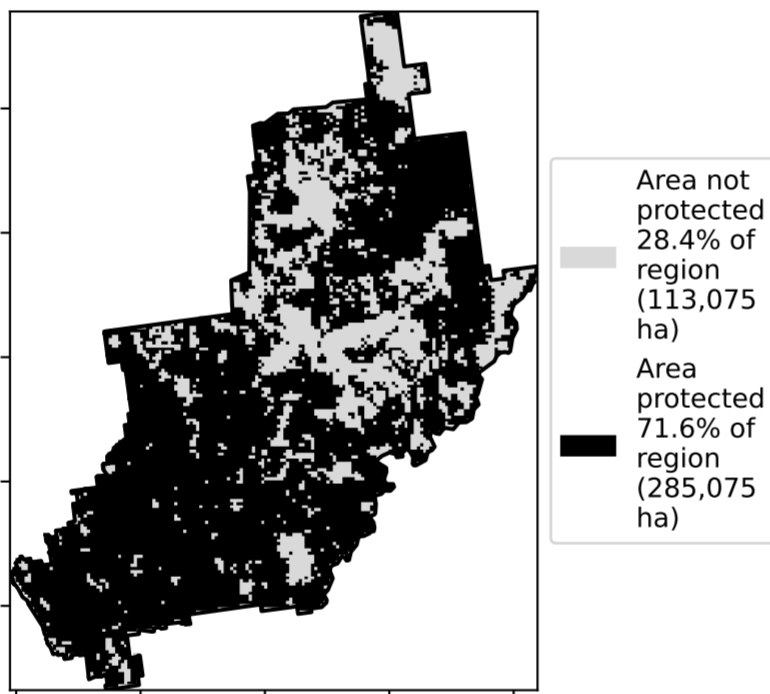 Area not
protected
28.4% of
region
(113,075
ha)
Area
protected
71.6% of
region
(285,075
ha)